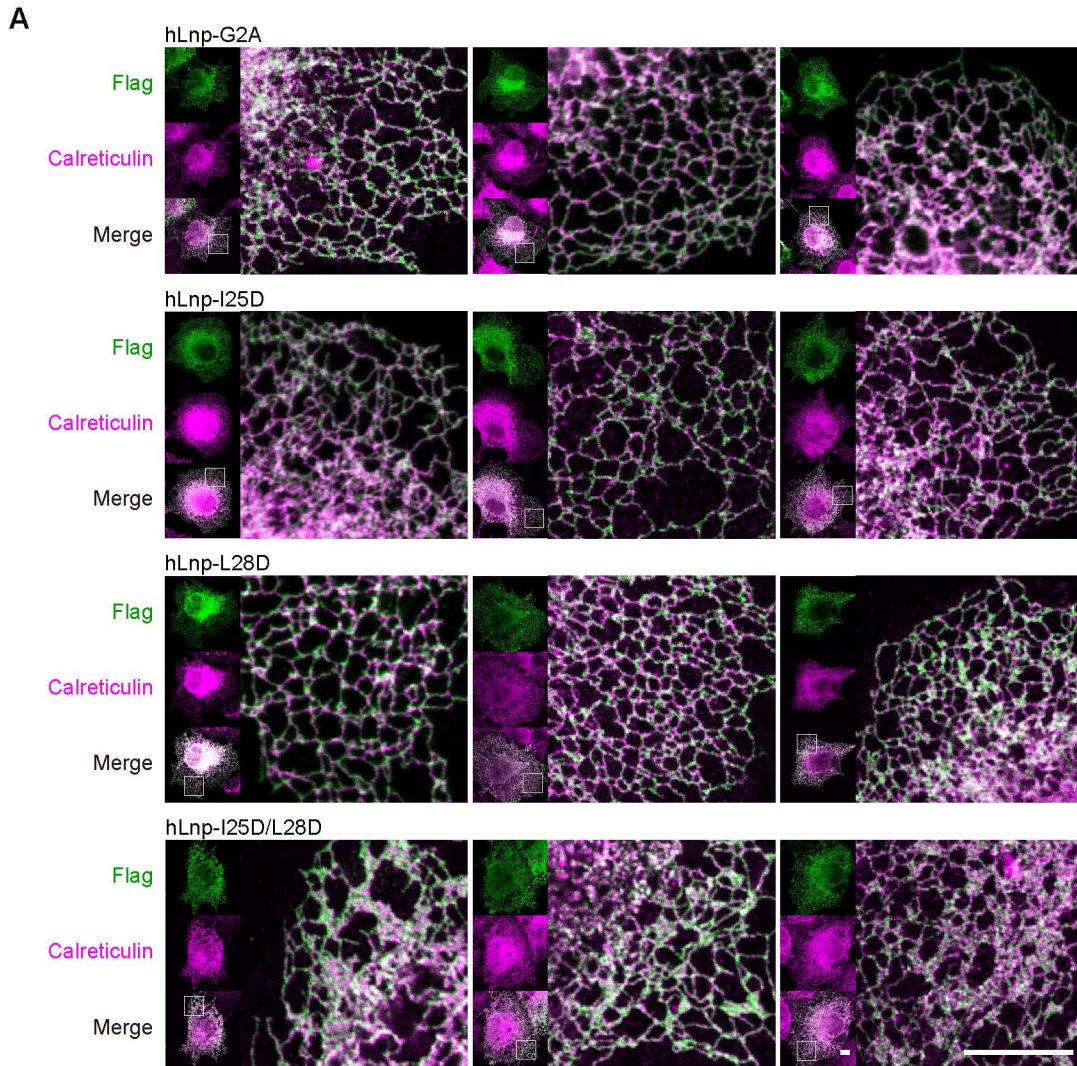 A
hLnp-G2A
Flag
Calreticulin
Merge
hLnp-I25D
Flag
Calreticulin
Merge
hLnp-L28D
Flag
Calreticulin
Merge
hLnp-I25D/L28D
Flag
Calreticulin
Merge